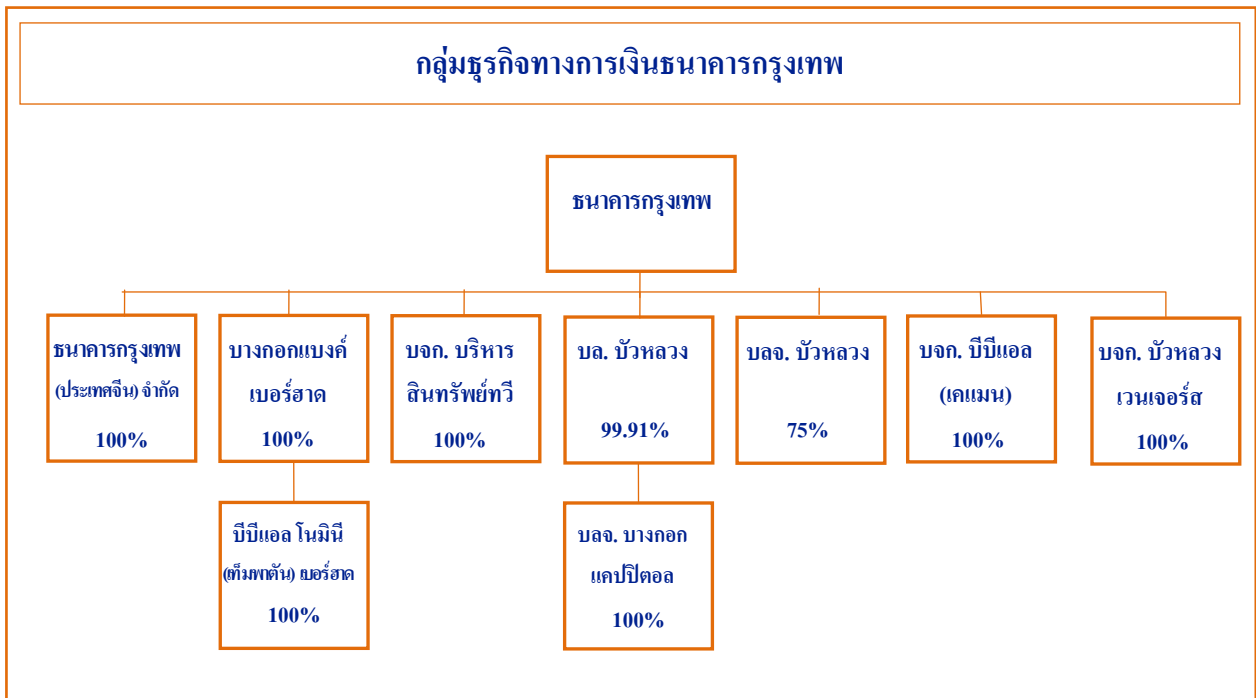 กลุ่มธุรกิจทางการเงินธนาคารกรุงเทพ
ธนาคารกรุงเทพ
ธนาคารกรุงเทพ
(ประเทศจีน) จำกัด
100%
บางกอกแบงค์
เบอร์ฮาด
100%
บจก. บริหาร
สินทรัพย์ทวี
100%
บล. บัวหลวง
99.91%
บลจ. บัวหลวง
75%
บจก. บีบีแอล
(เคแมน)
100%
บจก. บัวหลวง
เวนเจอร์ส
100%
บีบีแอล โนมินี
(เท็มพาตัน) เบอร์ฮาด
100%
บลจ. บางกอก
แคปปิตอล
100%